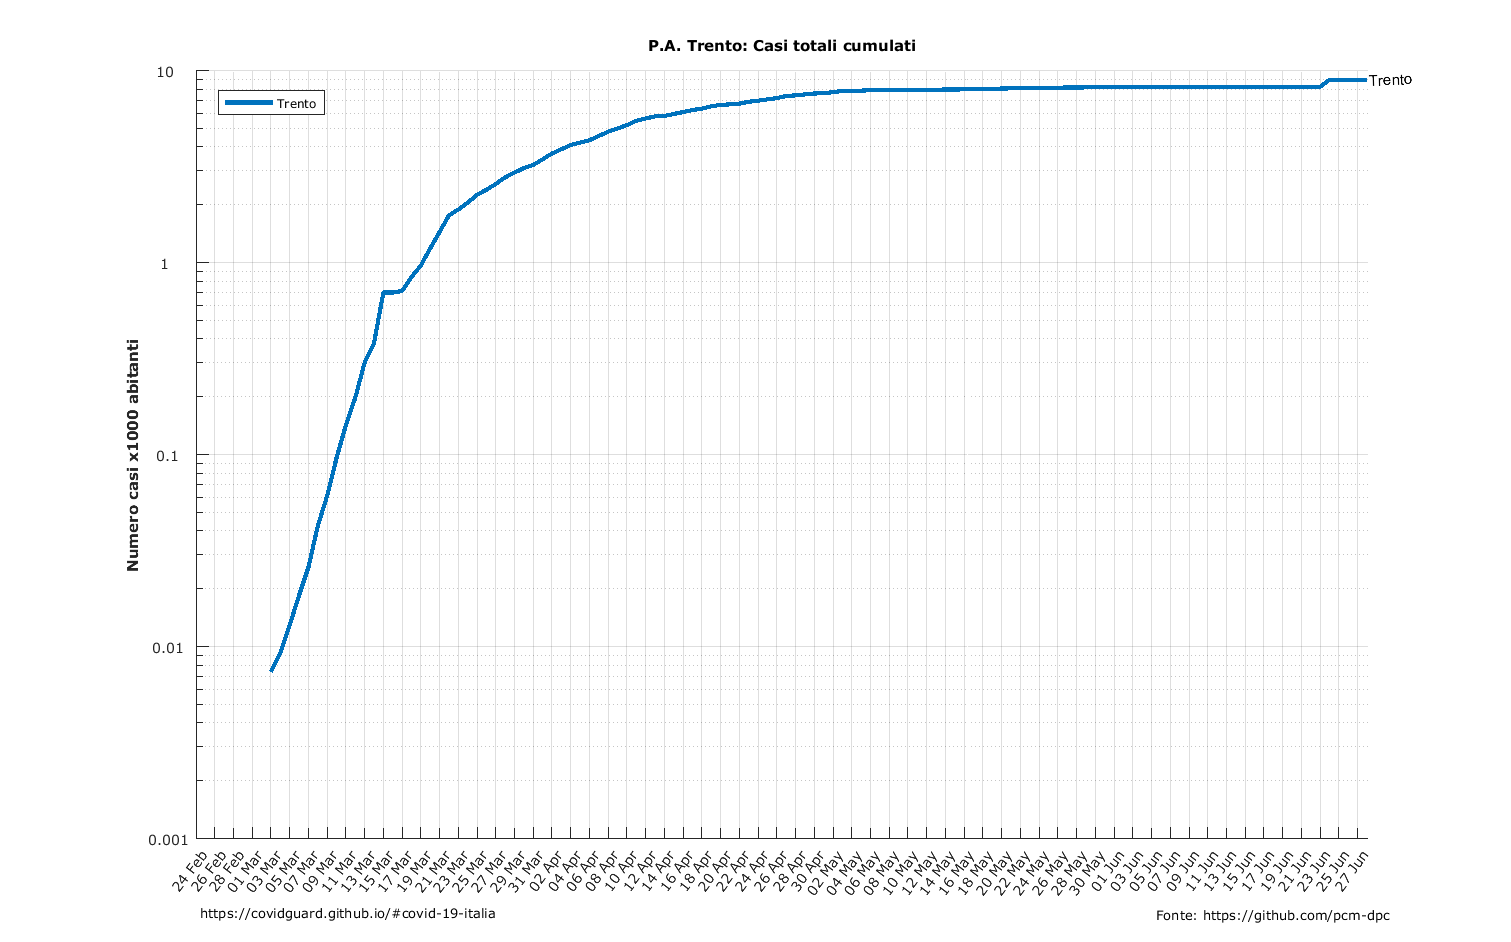 P.A. Trento: Casi totali cumulati
10
1
0.1
0.01
0.001
Numero casi x1000 abitanti
Trento
Trento
24 Feb
26 Feb
28 Feb
01 Mar
03 Mar
05 Mar
07 Mar
09 Mar
11 Mar
13 Mar
15 Mar
17 Mar
19 Mar
21 Mar
23 Mar
25 Mar
27 Mar
29 Mar
31 Mar
02 Apr
04 Apr
06 Apr
08 Apr
10 Apr
12 Apr
14 Apr
16 Apr
18 Apr
20 Apr
22 Apr
24 Apr
26 Apr
28 Apr
30 Apr
02 May
04 May
06 May
08 May
10 May
12 May
14 May
16 May
18 May
20 May
22 May
24 May
26 May
28 May
30 May
01 Jun
03 Jun
05 Jun
07 Jun
09 Jun
11 Jun
13 Jun
15 Jun
17 Jun
19 Jun
21 Jun
23 Jun
25 Jun
27 Jun
https://covidguard.github.io/#covid-19-italia
Fonte: https://github.com/pcm-dpc